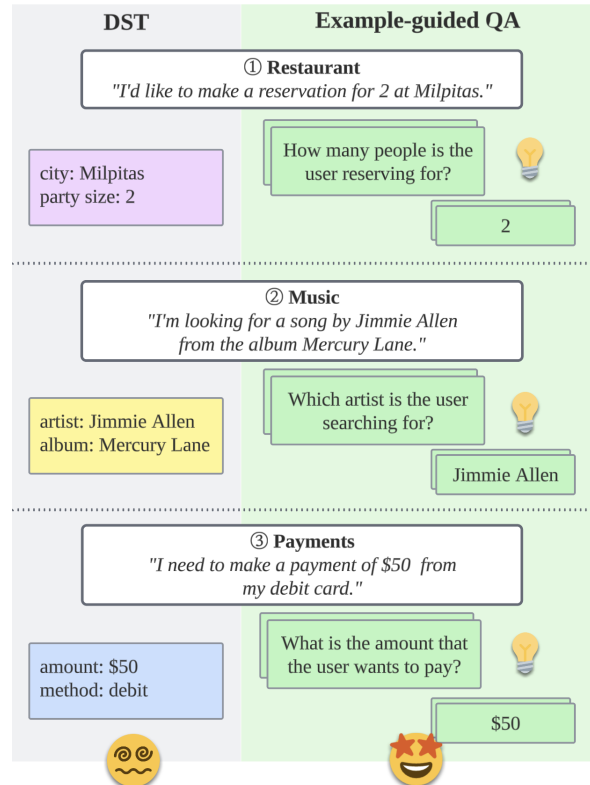 DST
Example-guided QA
① Restaurant
"I'd like to make a reservation for 2 at Milpitas."
city: Milpitas
party size: 2
How many people is the
user reserving for?
2
② Music
"I'm looking for a song by Jimmie Allen
from the album Mercury Lane."
artist: Jimmie Allen
album: Mercury Lane
Which artist is the user
searching for?
Jimmie Allen
③ Payments
"I need to make a payment of $50 from
my debit card."
amount: $50
method: debit
What is the amount that
the user wants to pay?
$50